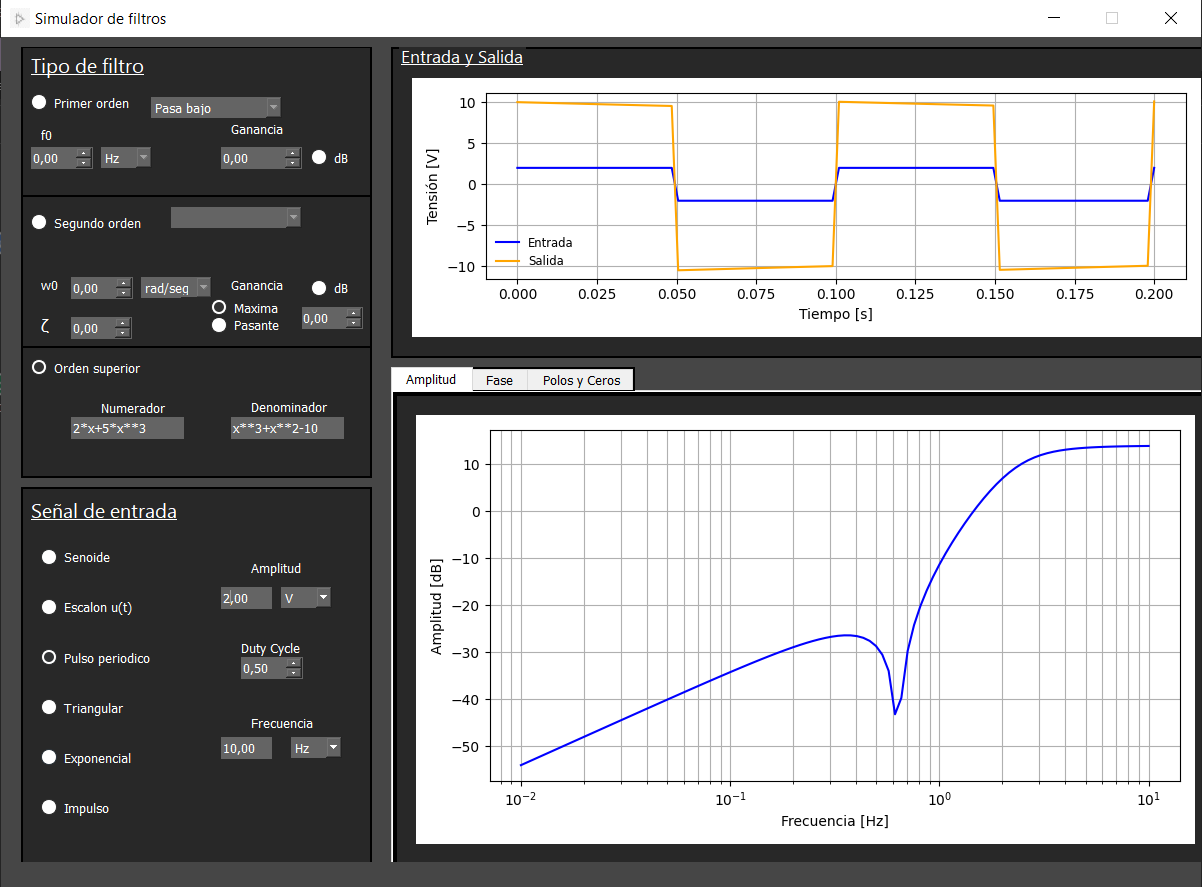 Simulador de filtros
Tipo de filtro
Primer orden
Pasa bajo
f0
Ganancia
0,00
Hz
0,00
dB
Segundo orden
w0
0,00
rad/seg
Ganancia
dB
Maxima
ζ
0,00
Pasante
0,00
Orden superior
Numerador
Denominador
2*x+5*x**3
x**3+x**2-10
Señal de entrada
Senoide
Amplitud
2,00
V
Escalon u(t)
Duty Cycle
Pulso periodico
0,50
Triangular
Frecuencia
10,00
Hz
Exponencial
Impulso
Entrada y Salida
10
5
0
−5
−10
Tensión [V]
Entrada
Salida
0.000 0.025 0.050 0.075 0.100 0.125 0.150 0.175 0.200
Tiempo [s]
Amplitud Fase Polos y Ceros
10
0
−10
−20
−30
−40
−50
Amplitud [dB]
10⁻² 10⁻¹ 10⁰ 10¹
Frecuencia [Hz]